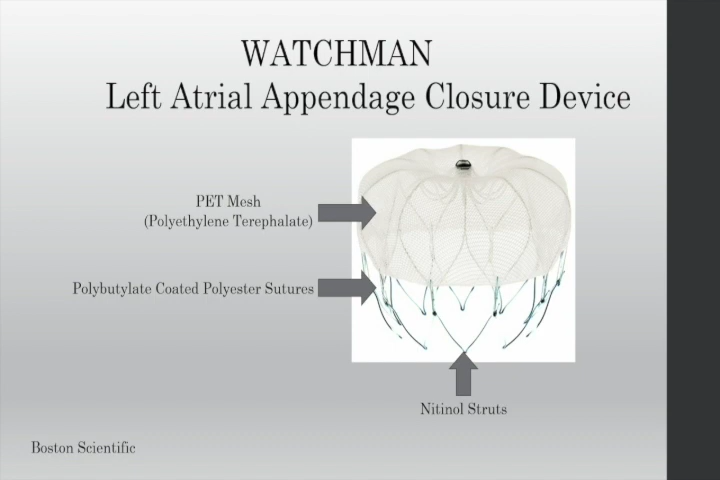 WATCHMAN
Left Atrial Appendage Closure Device
PET Mesh
(Polyethylene Terephalate)
Polybutylate Coated Polyester Sutures
Nitinol Struts
Boston Scientific